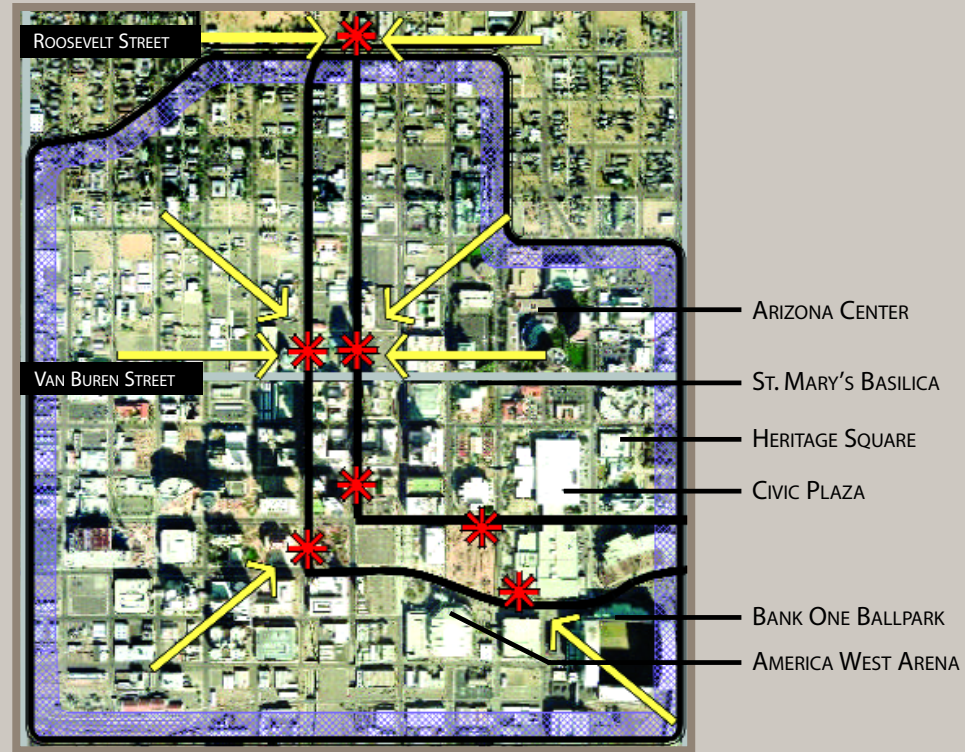 ROOSEVELT STREET
ARIZONA CENTER
VAN BUREN STREET
ST. MARY'S BASILICA
HERITAGE SQUARE
CIVIC PLAZA
BANK ONE BALLPARK
AMERICA WEST ARENA